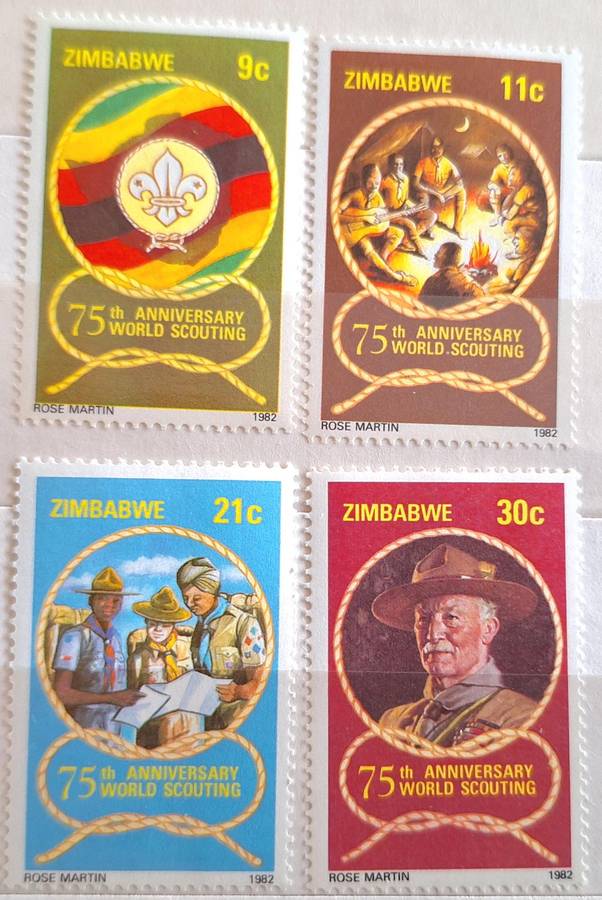 ZIMBABWE 9c
75th ANNIVERSARY
WORLD SCOUTING
ROSE MARTIN 1982
ZIMBABWE 11c
75th ANNIVERSARY
WORLD SCOUTING
ROSE MARTIN 1982
ZIMBABWE 21c
75th ANNIVERSARY
WORLD SCOUTING
ROSE MARTIN 1982
ZIMBABWE 30c
75th ANNIVERSARY
WORLD SCOUTING
ROSE MARTIN 1982